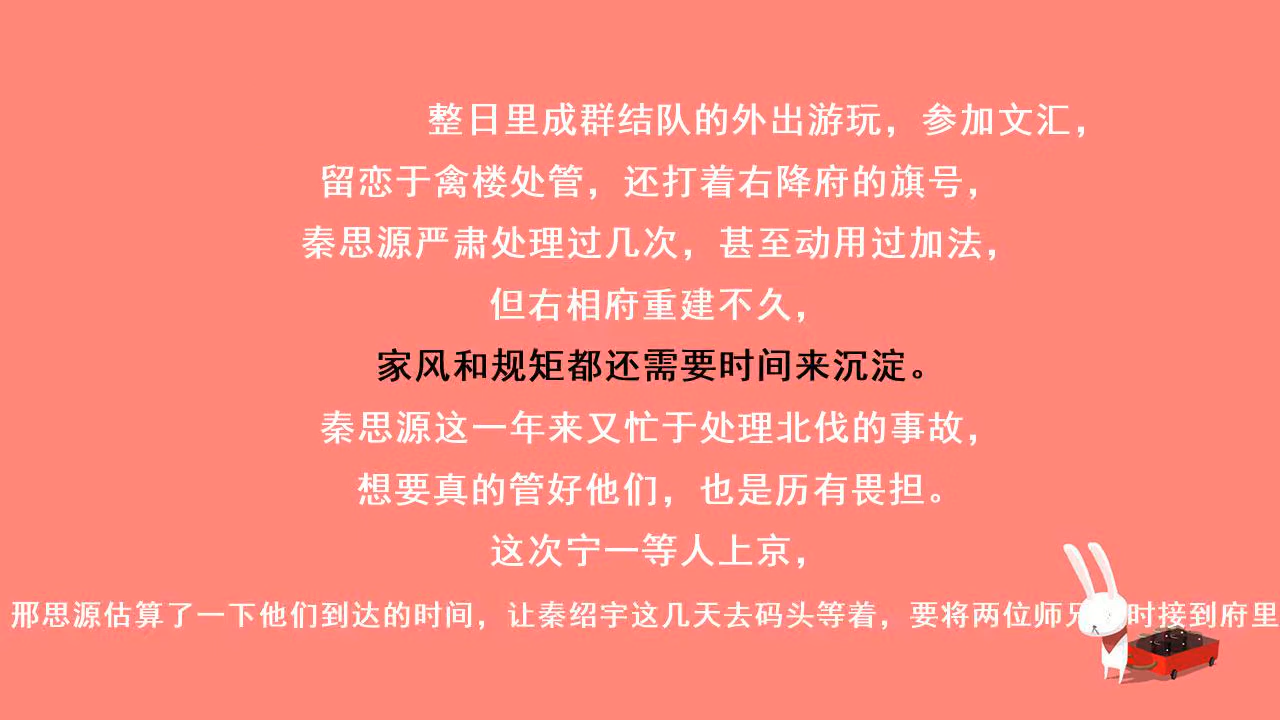 整日里成群结队的外出游玩，参加文汇，
留恋于禽楼处管，还打着右降府的旗号，
秦思源严肃处理过几次，甚至动用过加法，
但右相府重建不久，
家风和规矩都还需要时间来沉淀。
秦思源这一年来又忙于处理北伐的事故，
想要真的管好他们，也是历有畏担。
这次宁一等人上京，
邢思源估算了一下他们到达的时间，让秦绍宇这几天去码头等着，要将两位师兄时接到府里